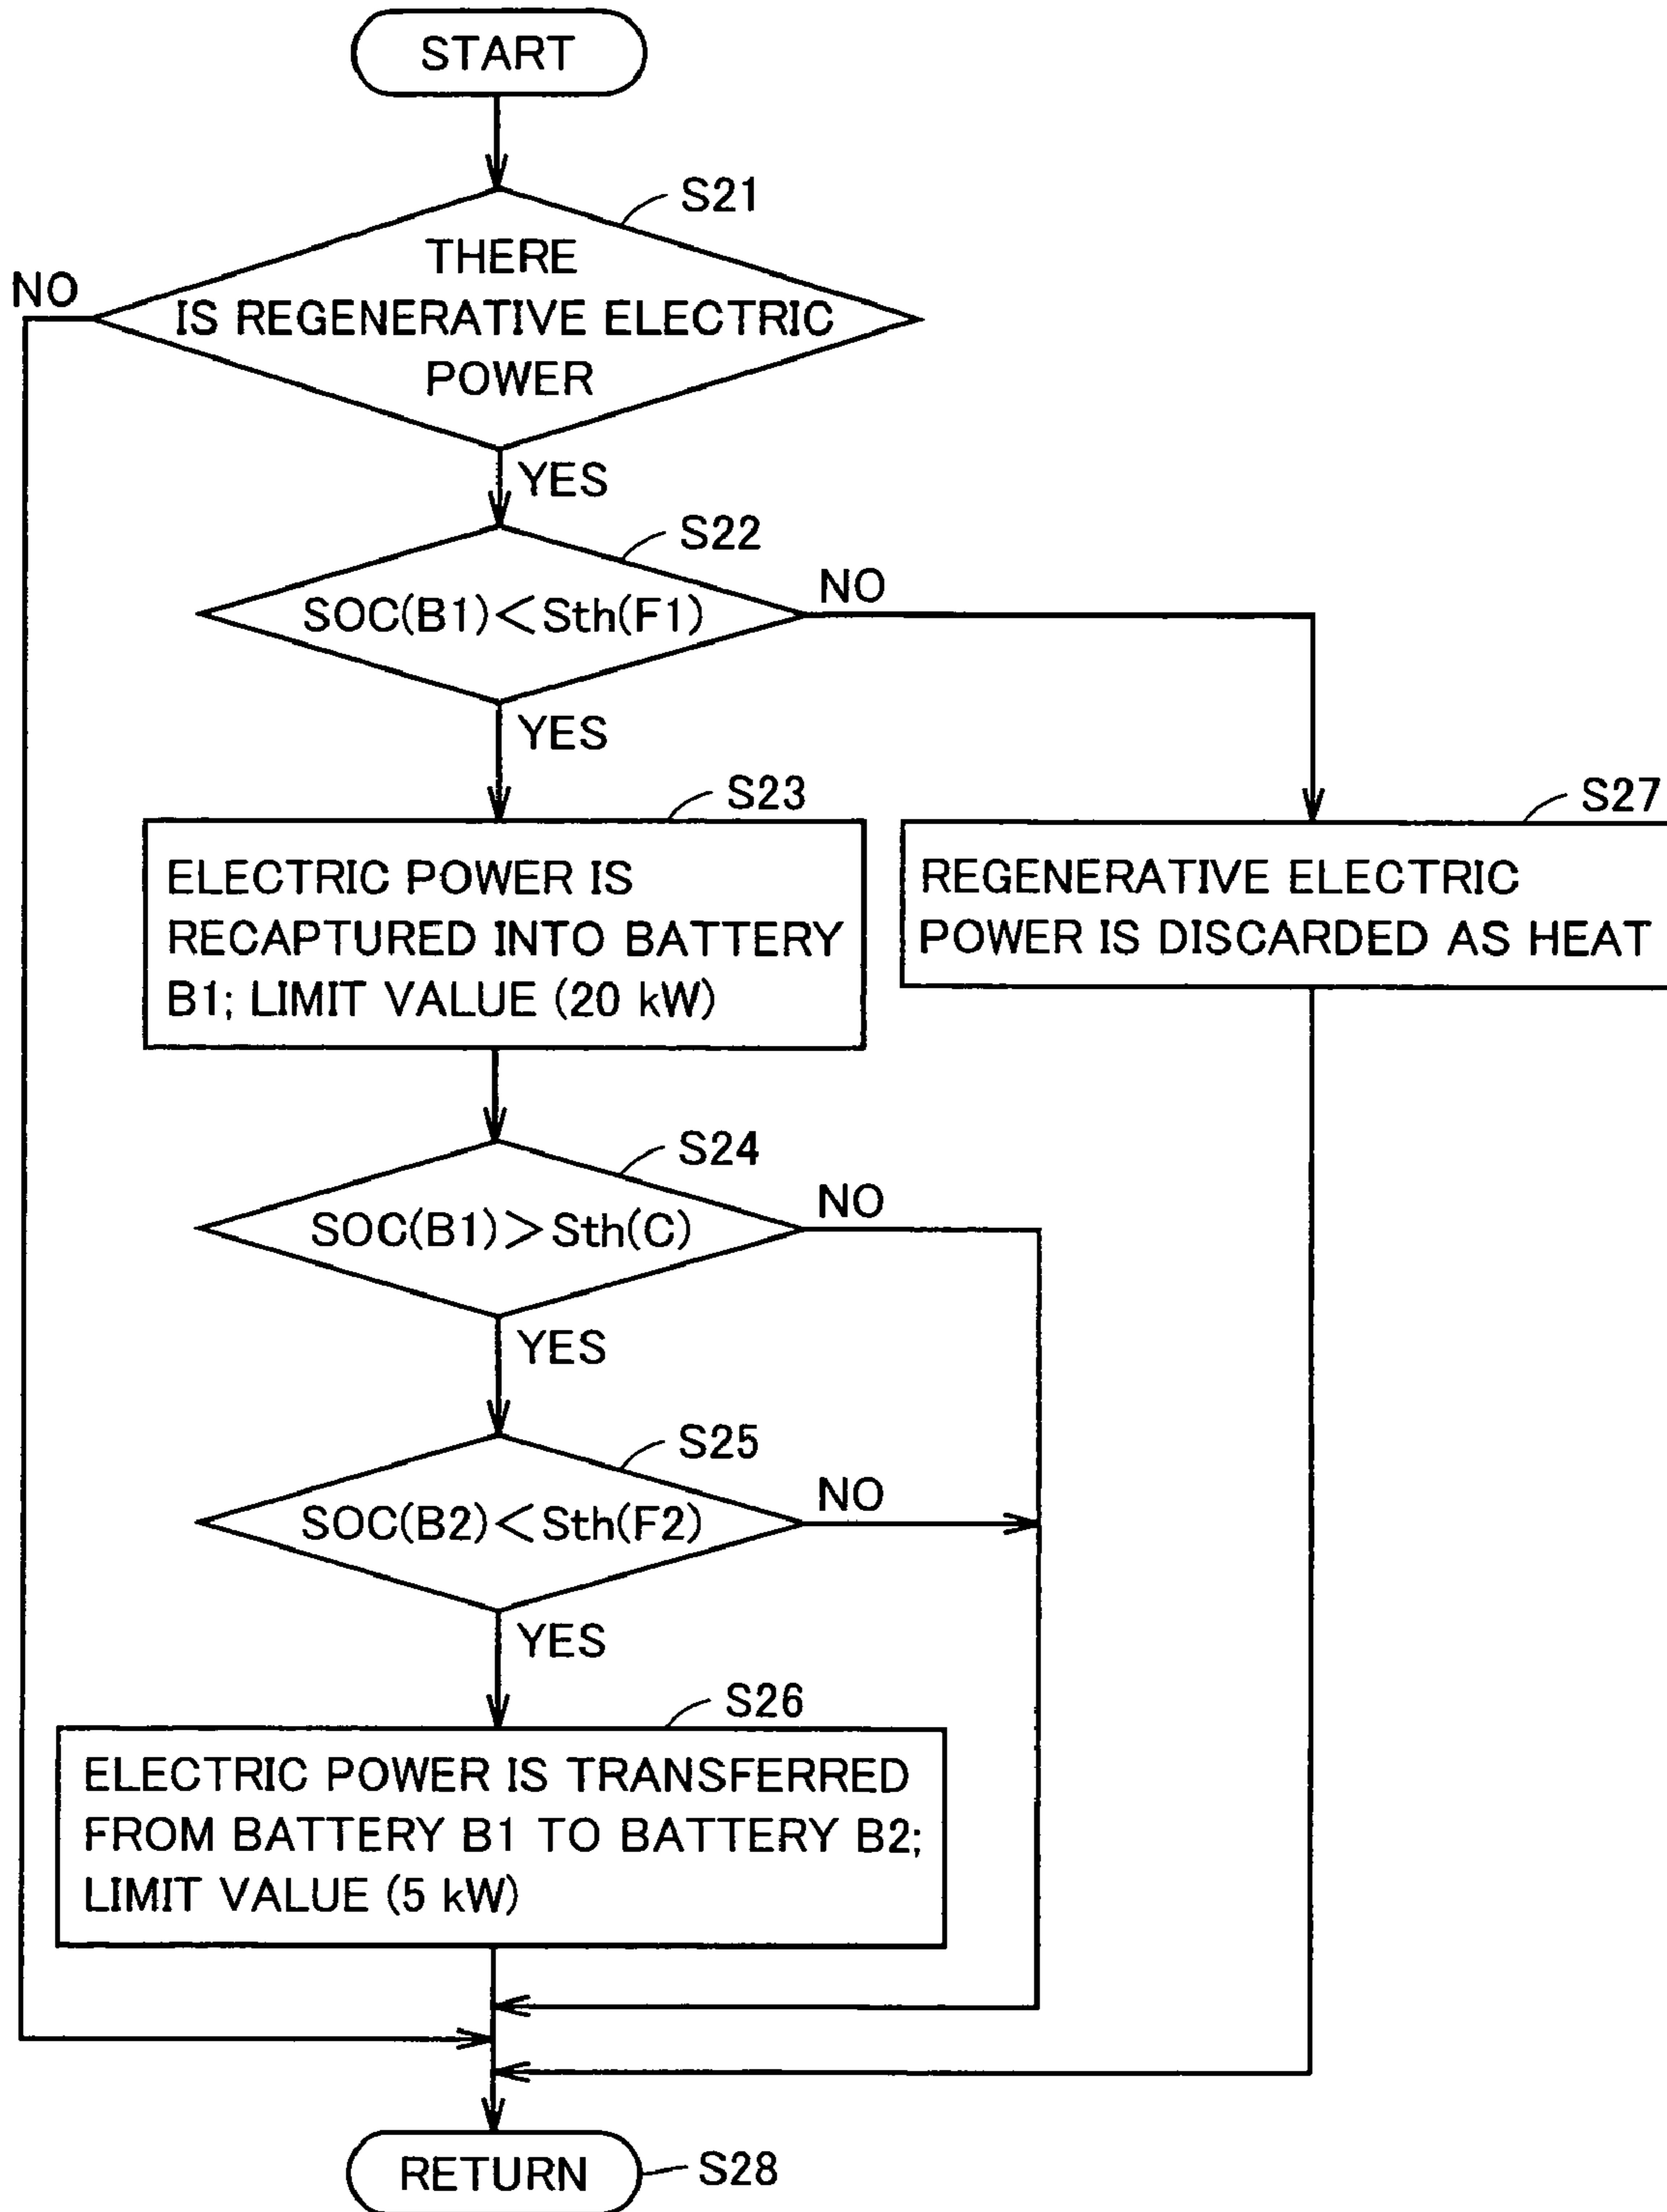 START
S21
NO
THERE
IS REGENERATIVE ELECTRIC
POWER
YES
S22
NO
SOC(B1)<Sth(F1)
YES
S23
ELECTRIC POWER IS
RECAPTURED INTO BATTERY
B1; LIMIT VALUE (20 kW)
S27
REGENERATIVE ELECTRIC
POWER IS DISCARDED AS HEAT
S24
NO
SOC(B1)>Sth(C)
YES
S25
NO
SOC(B2)<Sth(F2)
YES
S26
ELECTRIC POWER IS TRANSFERRED
FROM BATTERY B1 TO BATTERY B2;
LIMIT VALUE (5 kW)
RETURN
S28